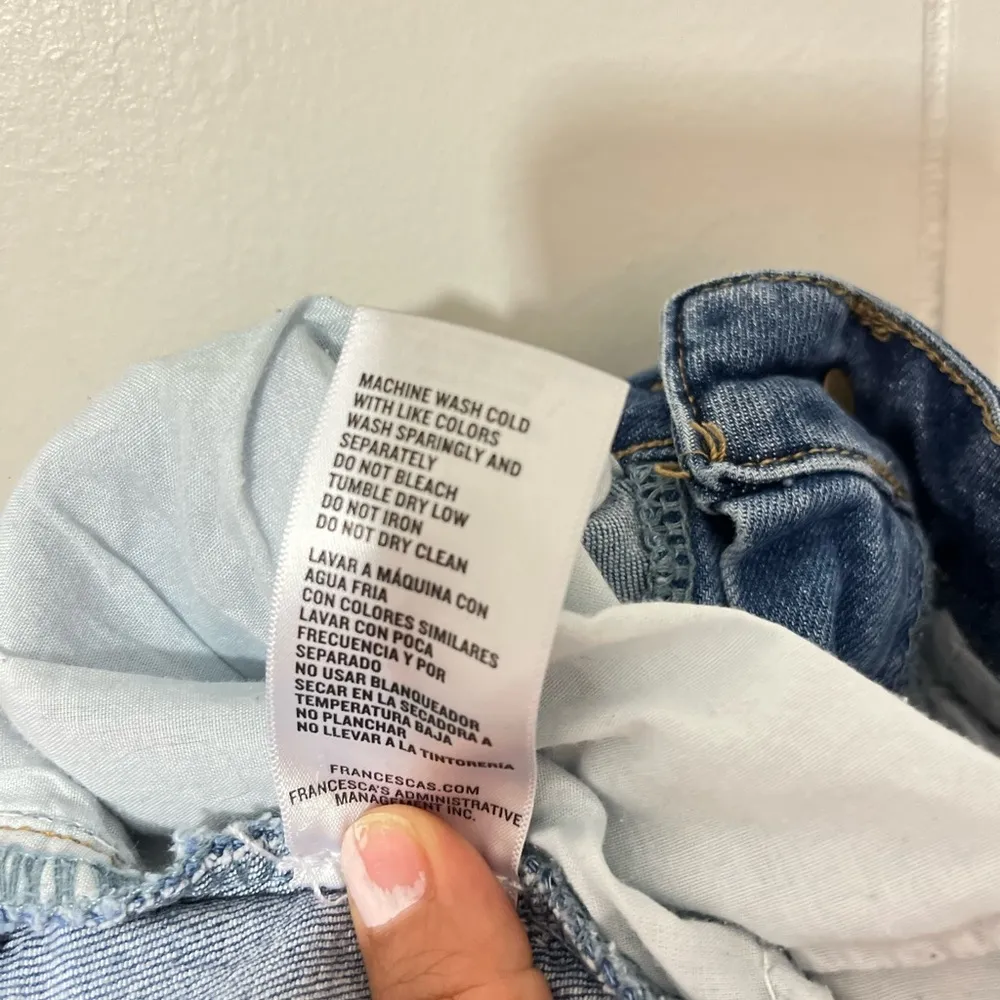 MACHINE WASH COLD
WITH LIKE COLORS
WASH SPARINGLY AND
SEPARATELY
DO NOT BLEACH
TUMBLE DRY LOW
DO NOT IRON
DO NOT DRY CLEAN
LAVAR A MÁQUINA CON
AGUA FRIA
CON COLORES SIMILARES
LAVAR CON POCA
FRECUENCIA Y POR
SEPARADO
NO USAR BLANQUEADOR
SECAR EN LA SECADORA A
TEMPERATURA BAJA
NO PLANCHAR
NO LLEVAR A LA TINTORERÍA
FRANCESCAS.COM
FRANCESCA'S ADMINISTRATIVE
MANAGEMENT INC.